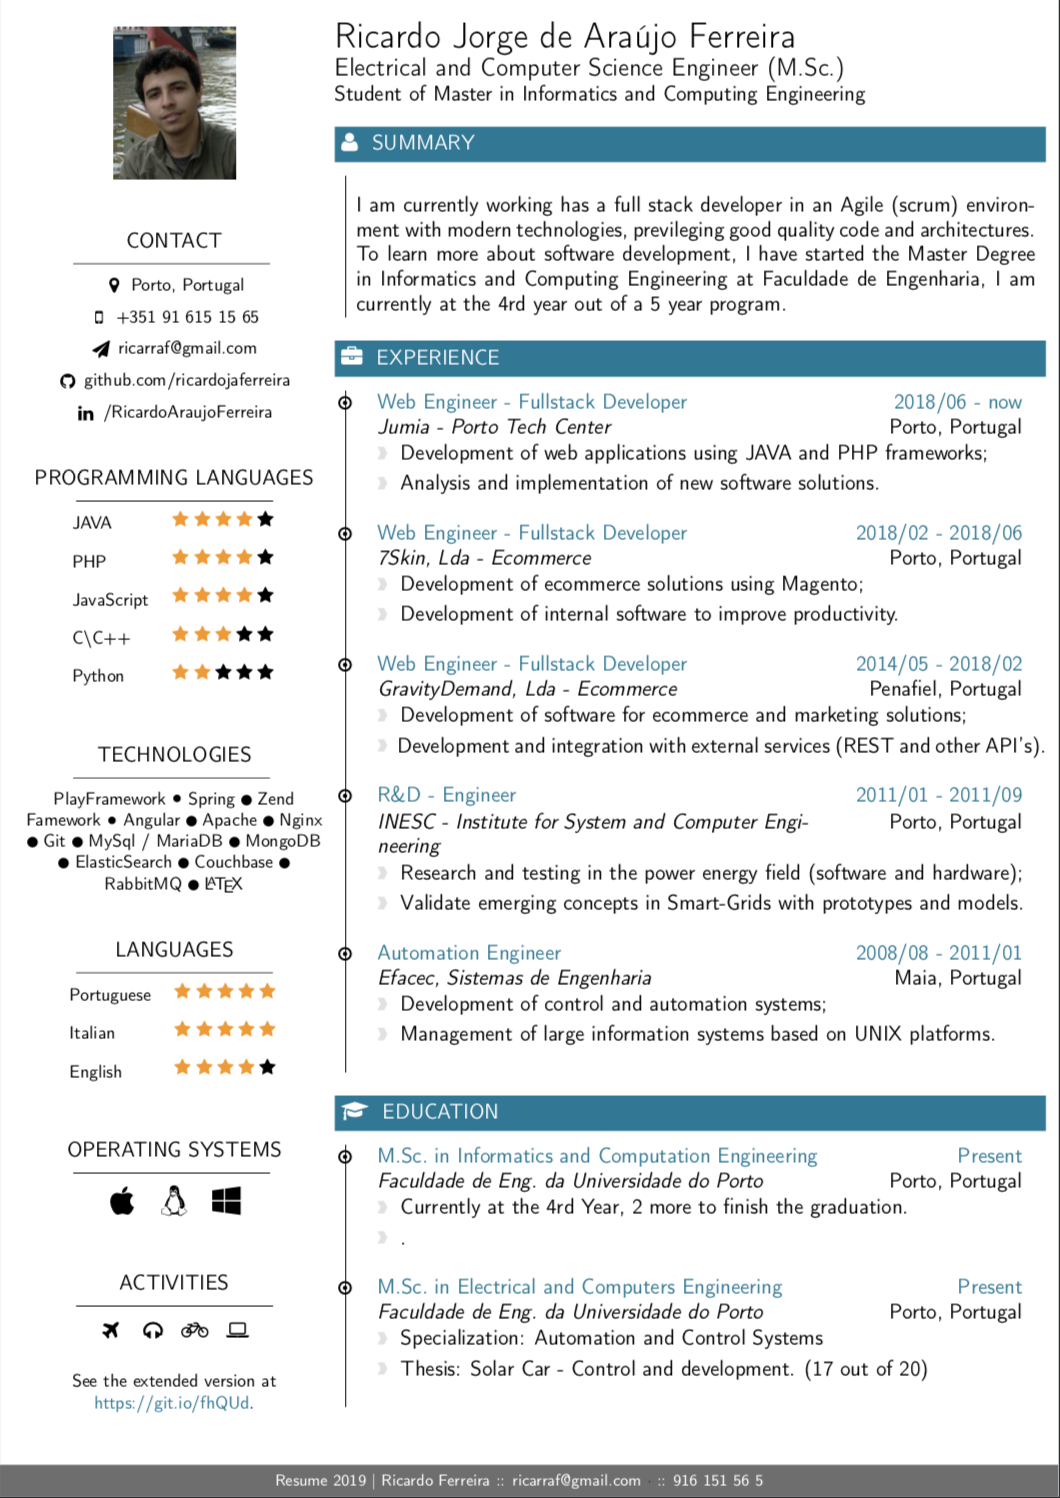 Ricardo Jorge de Araújo Ferreira
Electrical and Computer Science Engineer (M.Sc.)
Student of Master in Informatics and Computing Engineering
CONTACT
Porto, Portugal
+351 91 615 15 65
ricarraf@gmail.com
github.com/ricardojaferreira
in /RicardoAraujoFerreira
PROGRAMMING LANGUAGES
JAVA
PHP
JavaScript
C\C++
Python
TECHNOLOGIES
PlayFramework ● Spring ● Zend
Famework ● Angular ● Apache ● Nginx
● Git ● MySql / MariaDB ● MongoDB
● ElasticSearch ● Couchbase ●
RabbitMQ ● LATEX
LANGUAGES
Portuguese
Italian
English
OPERATING SYSTEMS
ACTIVITIES
See the extended version at
https://git.io/fhQUd.
SUMMARY
I am currently working has a full stack developer in an Agile (scrum) environ-
ment with modern technologies, previleging good quality code and architectures.
To learn more about software development, I have started the Master Degree
in Informatics and Computing Engineering at Faculdade de Engenharia, I am
currently at the 4rd year out of a 5 year program.
EXPERIENCE
Web Engineer - Fullstack Developer 2018/06 - now
Jumia - Porto Tech Center Porto, Portugal
Development of web applications using JAVA and PHP frameworks;
Analysis and implementation of new software solutions.
Web Engineer - Fullstack Developer 2018/02 - 2018/06
7Skin, Lda - Ecommerce Porto, Portugal
Development of ecommerce solutions using Magento;
Development of internal software to improve productivity.
Web Engineer - Fullstack Developer 2014/05 - 2018/02
GravityDemand, Lda - Ecommerce Penafiel, Portugal
Development of software for ecommerce and marketing solutions;
Development and integration with external services (REST and other API's).
R&D - Engineer 2011/01 - 2011/09
INESC - Institute for System and Computer Engi- Porto, Portugal
neering
Research and testing in the power energy field (software and hardware);
Validate emerging concepts in Smart-Grids with prototypes and models.
Automation Engineer 2008/08 - 2011/01
Efacec, Sistemas de Engenharia Maia, Portugal
Development of control and automation systems;
Management of large information systems based on UNIX platforms.
EDUCATION
M.Sc. in Informatics and Computation Engineering Present
Faculdade de Eng. da Universidade do Porto Porto, Portugal
Currently at the 4rd Year, 2 more to finish the graduation.
.
M.Sc. in Electrical and Computers Engineering Present
Faculdade de Eng. da Universidade do Porto Porto, Portugal
Specialization: Automation and Control Systems
Thesis: Solar Car - Control and development. (17 out of 20)
Resume 2019 | Ricardo Ferreira :: ricarraf@gmail.com - :: 916 151 56 5